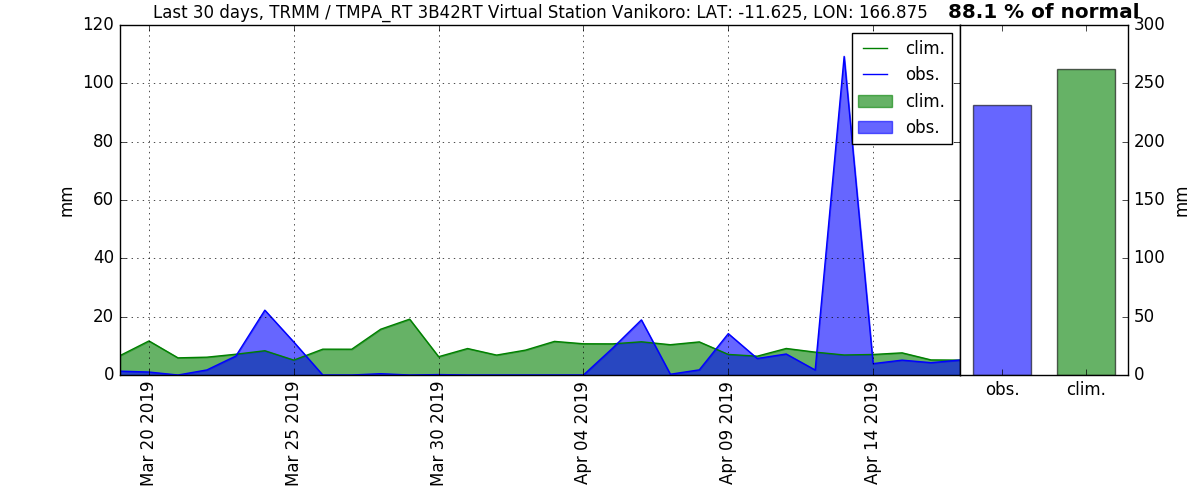 Last 30 days, TRMM / TMPA_RT 3B42RT Virtual Station Vanikoro: LAT: -11.625, LON: 166.875
88.1 % of normal
120
100
80
60
40
20
0
mm
clim.
obs.
clim.
obs.
Mar 20 2019
Mar 25 2019
Mar 30 2019
Apr 04 2019
Apr 09 2019
Apr 14 2019
300
250
200
150
100
50
0
mm
obs.
clim.